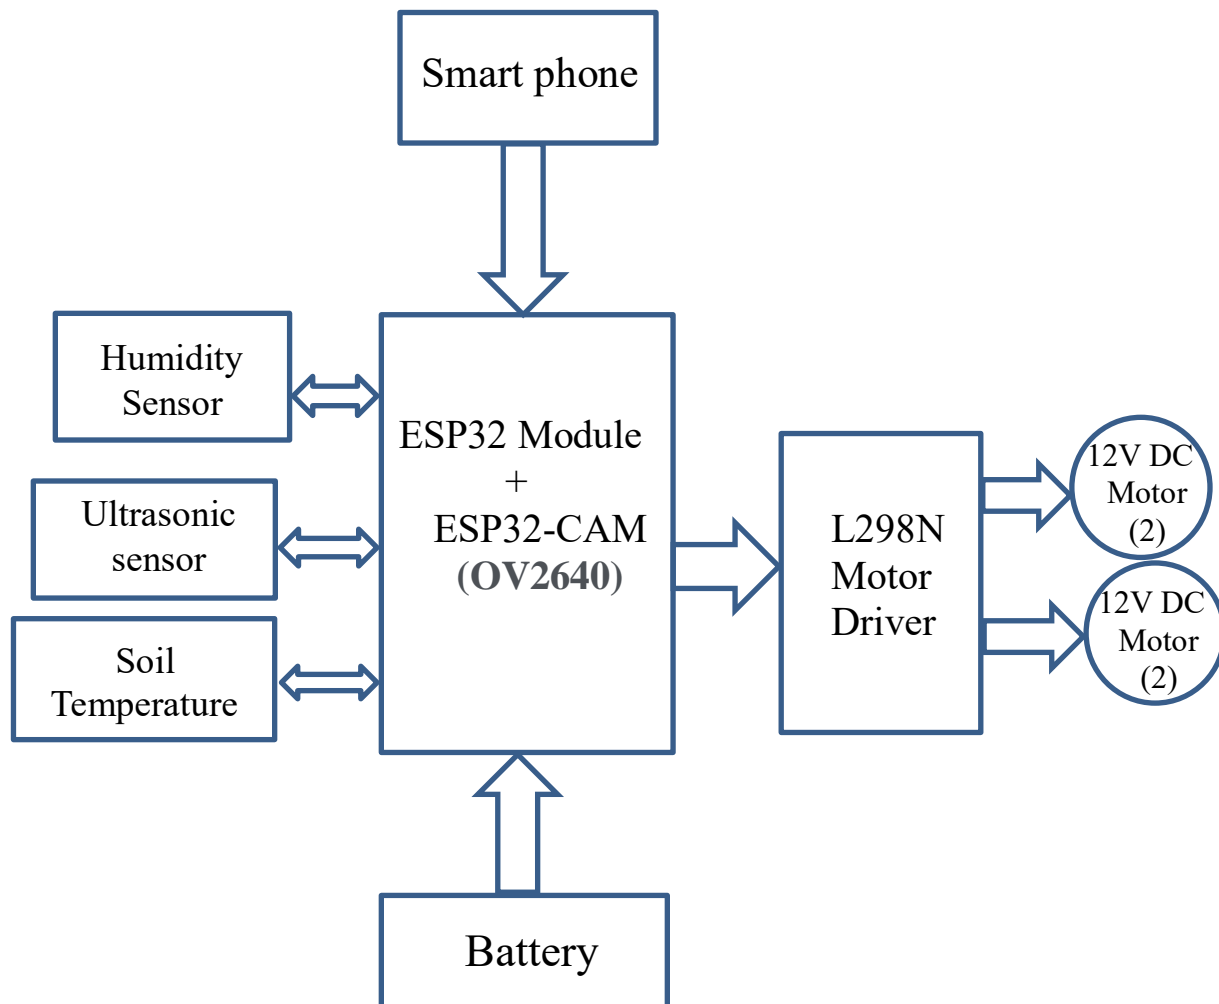 Smart phone
Humidity
Sensor
Ultrasonic
sensor
Soil
Temperature
ESP32 Module
+
ESP32-CAM
(OV2640)
L298N
Motor
Driver
12V DC
Motor
(2)
12V DC
Motor
(2)
Battery